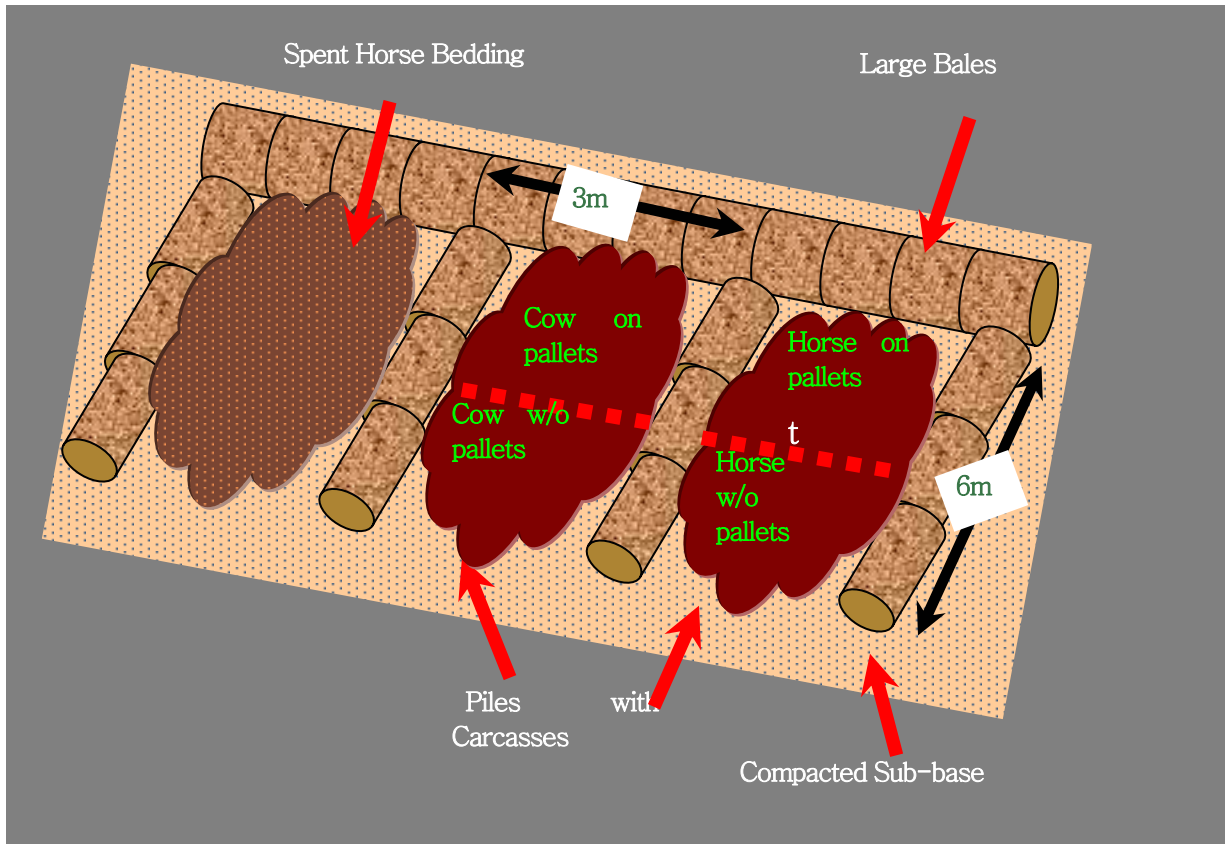 Spent Horse Bedding
Large Bales
3m
Cow on
pallets
Horse on
pallets
Cow w/o
pallets
t
Horse
w/o
pallets
6m
Piles with
Carcasses
Compacted Sub-base